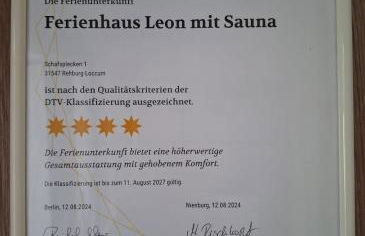 Die Ferienunterkunft
Ferienhaus Leon mit Sauna
Schafsplecken 1
31547 Rehburg-Loccum
ist nach den Qualitätskriterien der
DTV-Klassifizierung ausgezeichnet.
Die Ferienunterkunft bietet eine höherwertige
Gesamtausstattung mit gehobenem Komfort.
Die Klassifizierung ist bis zum 11. August 2027 gültig.
Berlin, 12.08.2024
Nienburg, 12.08.2024